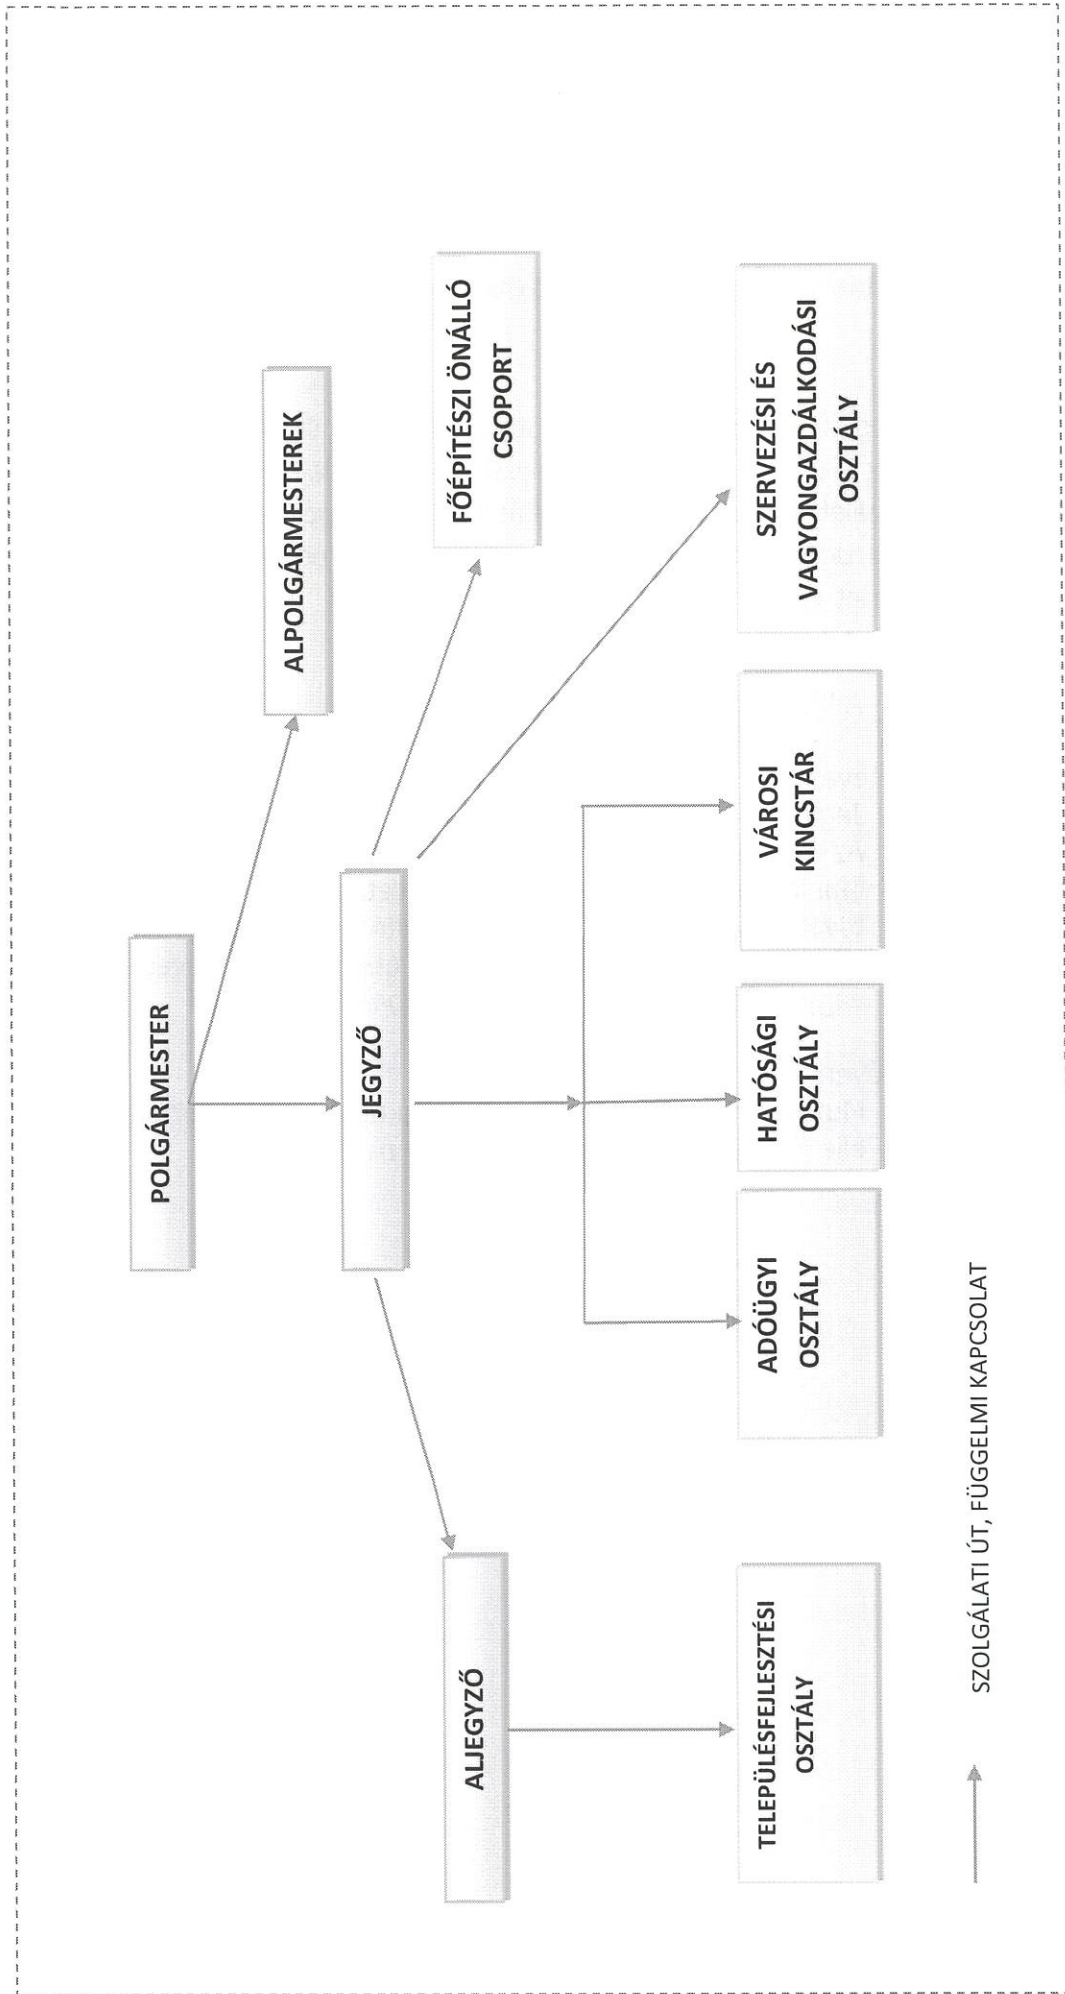 POLGÁRMESTER
ALPOLGÁRMESTEREK
JEGYZŐ
FŐÉPÍTÉSZI ÖNÁLLÓ
CSOPORT
ALJEGYZŐ
TELEPÜLÉSFEJLESZTÉSI
OSZTÁLY
ADÓÜGYI
OSZTÁLY
HATÓSÁGI
OSZTÁLY
VÁROSI
KINCSTÁR
SZERVEZÉSI ÉS
VAGYONGAZDÁLKODÁSI
OSZTÁLY
SZOLGÁLATI ÚT, FÜGGELMI KAPCSOLAT